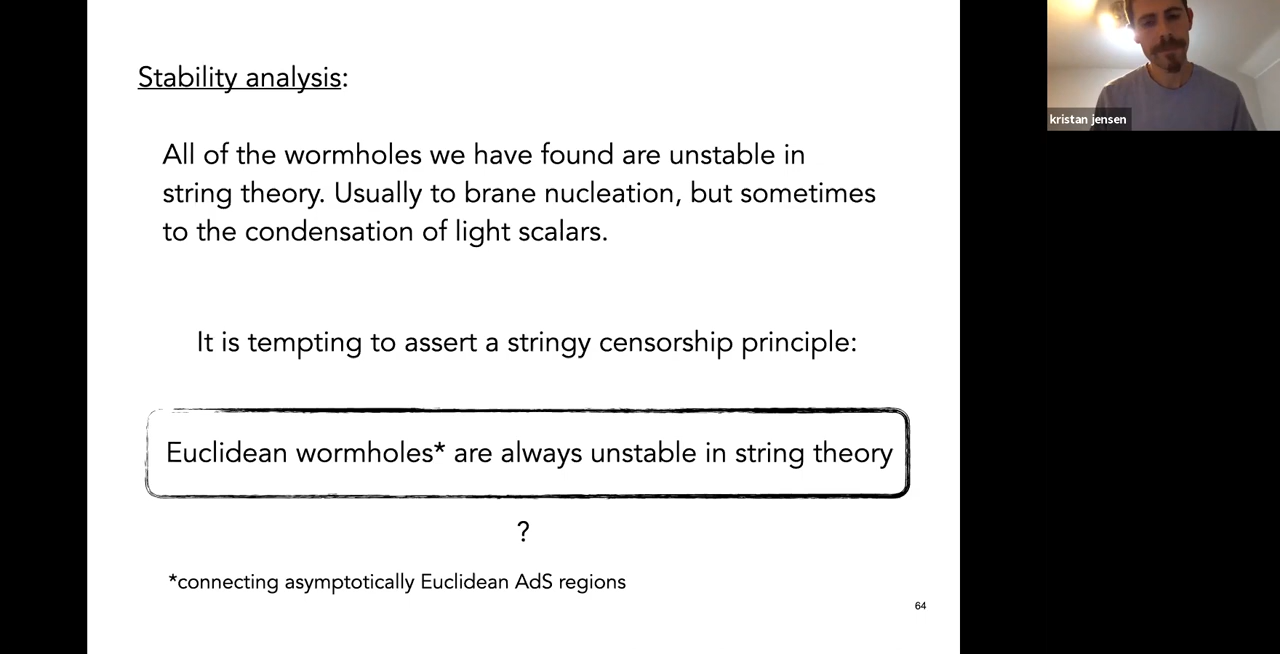 Stability analysis:
kristan jensen
All of the wormholes we have found are unstable in
string theory. Usually to brane nucleation, but sometimes
to the condensation of light scalars.
It is tempting to assert a stringy censorship principle:
Euclidean wormholes* are always unstable in string theory
?
*connecting asymptotically Euclidean AdS regions
64